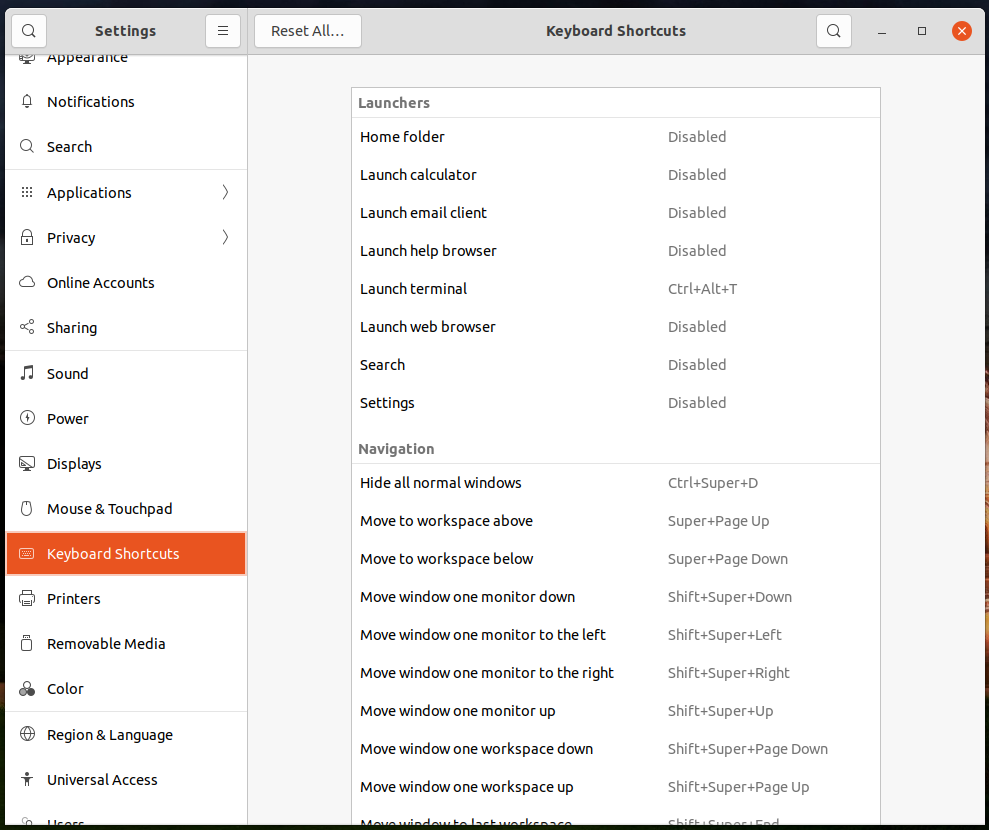 Settings
Reset All...
Keyboard Shortcuts
Appearance
Notifications
Search
Applications
Privacy
Online Accounts
Sharing
Sound
Power
Displays
Mouse & Touchpad
Keyboard Shortcuts
Printers
Removable Media
Color
Region & Language
Universal Access
Users
Launchers
Home folder Disabled
Launch calculator Disabled
Launch email client Disabled
Launch help browser Disabled
Launch terminal Ctrl+Alt+T
Launch web browser Disabled
Search Disabled
Settings Disabled
Navigation
Hide all normal windows Ctrl+Super+D
Move to workspace above Super+Page Up
Move to workspace below Super+Page Down
Move window one monitor down Shift+Super+Down
Move window one monitor to the left Shift+Super+Left
Move window one monitor to the right Shift+Super+Right
Move window one monitor up Shift+Super+Up
Move window one workspace down Shift+Super+Page Down
Move window one workspace up Shift+Super+Page Up
Move window to last workspace Shift+Super+End